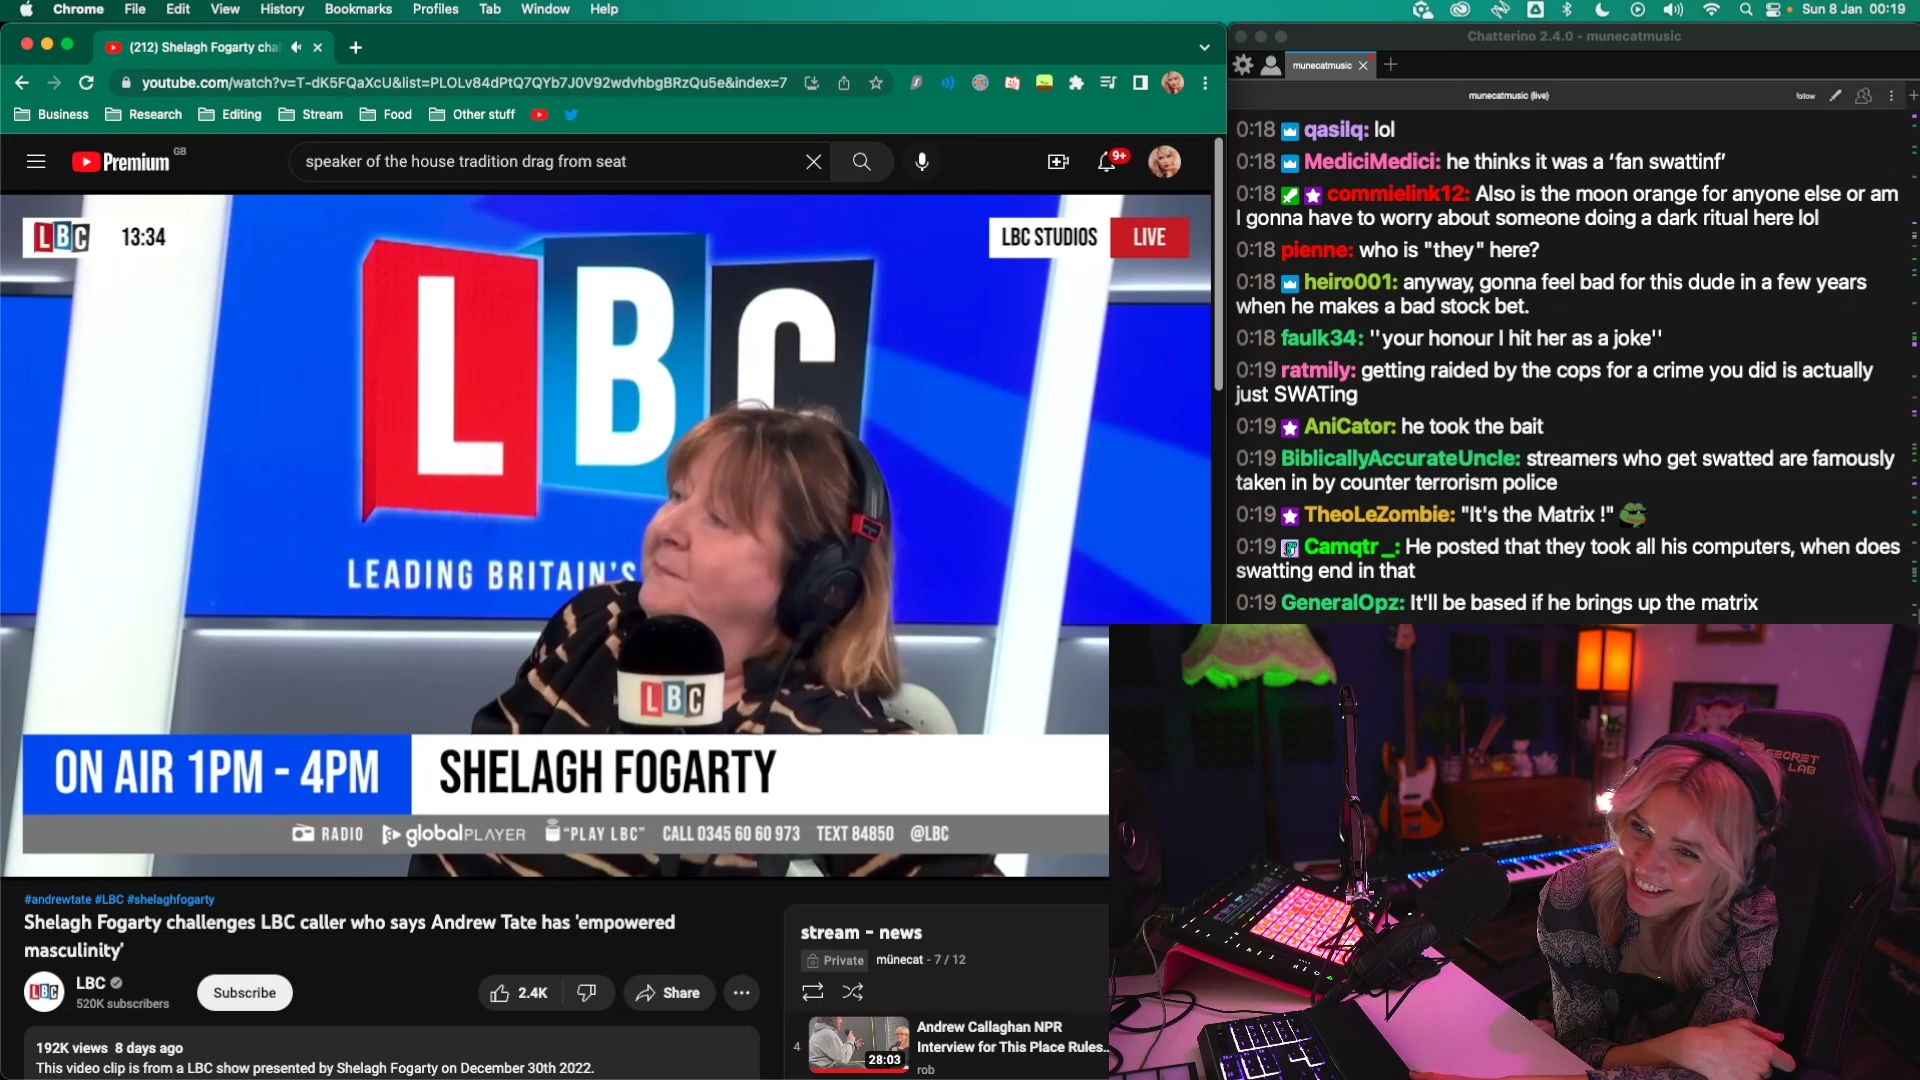 Chrome File Edit View History Bookmarks Profiles Tab Window Help
Sun 8 Jan 00:19
(212) Shelagh Fogarty cha
youtube.com/watch?v=T-dK5FQaXcU&list=PLOLv84dPtQ7QYb7J0V92wdvhbgBRzQu5e&index=7
Business Research Editing Stream Food Other stuff
Premium GB
speaker of the house tradition drag from seat
9+
LBC 13:34
LBC STUDIOS LIVE
LBC
LEADING BRITAIN'S
LBC
ON AIR 1PM - 4PM SHELAGH FOGARTY
RADIO globalPLAYER "PLAY LBC" CALL 0345 60 60 973 TEXT 84850 @LBC
#andrewtate #LBC #shelaghfogarty
Shelagh Fogarty challenges LBC caller who says Andrew Tate has 'empowered
masculinity'
LBC
LBC
520K subscribers
Subscribe
2.4K
Share
192K views 8 days ago
This video clip is from a LBC show presented by Shelagh Fogarty on December 30th 2022.
stream - news
Private münecat - 7 / 12
4
28:03
Andrew Callaghan NPR
Interview for This Place Rules...
rob
Chatterino 2.4.0 - munecatmusic
munecatmusic
munecatmusic (live)
follow
0:18 qasilq: lol
0:18 MediciMedici: he thinks it was a ‘fan swattinf’
0:18 commielink12: Also is the moon orange for anyone else or am
I gonna have to worry about someone doing a dark ritual here lol
0:18 pienne: who is "they" here?
0:18 heiro001: anyway, gonna feel bad for this dude in a few years
when he makes a bad stock bet.
0:18 faulk34: ''your honour I hit her as a joke''
0:19 ratmily: getting raided by the cops for a crime you did is actually
just SWATing
0:19 AniCator: he took the bait
0:19 BiblicallyAccurateUncle: streamers who get swatted are famously
taken in by counter terrorism police
0:19 TheoLeZombie: "It's the Matrix !"
0:19 Camqtr_: He posted that they took all his computers, when does
swatting end in that
0:19 GeneralOpz: It'll be based if he brings up the matrix
SECRET
LAB